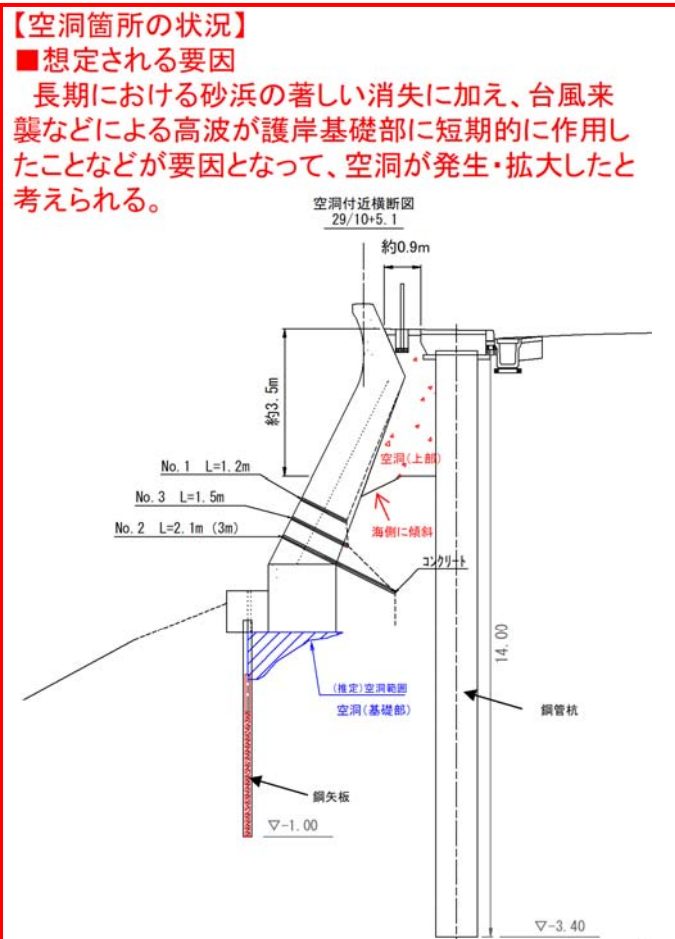 【空洞箇所の状況】
■想定される要因
長期における砂浜の著しい消失に加え、台風来
襲などによる高波が護岸基礎部に短期的に作用し
たことなどが要因となって、空洞が発生・拡大したと
考えられる。
空洞付近横断図
29/10+5.1
約0.9m
約3.5m
空洞(上部)
No.1 L=1.2m
No.3 L=1.5m
No.2 L=2.1m (3m)
海側に傾斜
コンクリート
14.00
(推定)空洞範囲
空洞(基礎部)
鋼管杭
鋼矢板
▽-1.00
▽-3.40